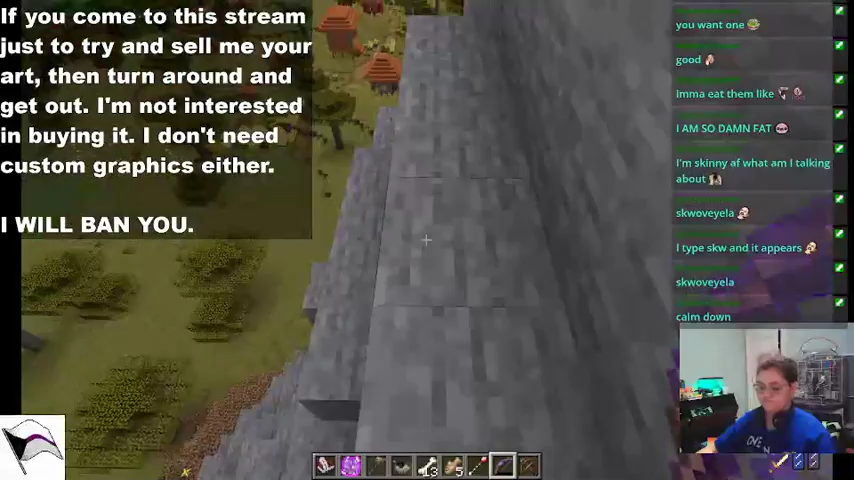 If you come to this stream
just to try and sell me your
art, then turn around and
get out. I'm not interested
in buying it. I don't need
custom graphics either.
I WILL BAN YOU.
you want one
good
Imma eat them like
I AM SO DAMN FAT
I'm skinny af what am I talking
about
skwoveyela
I type skw and it appears
skwoveyela
calm down
13
5